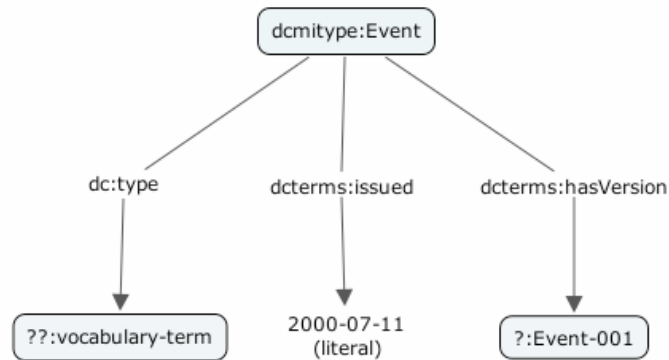 dcmitype:Event
dc:type
dcterms:issued
dcterms:hasVersion
??:vocabulary-term
2000-07-11
(literal)
?:Event-001